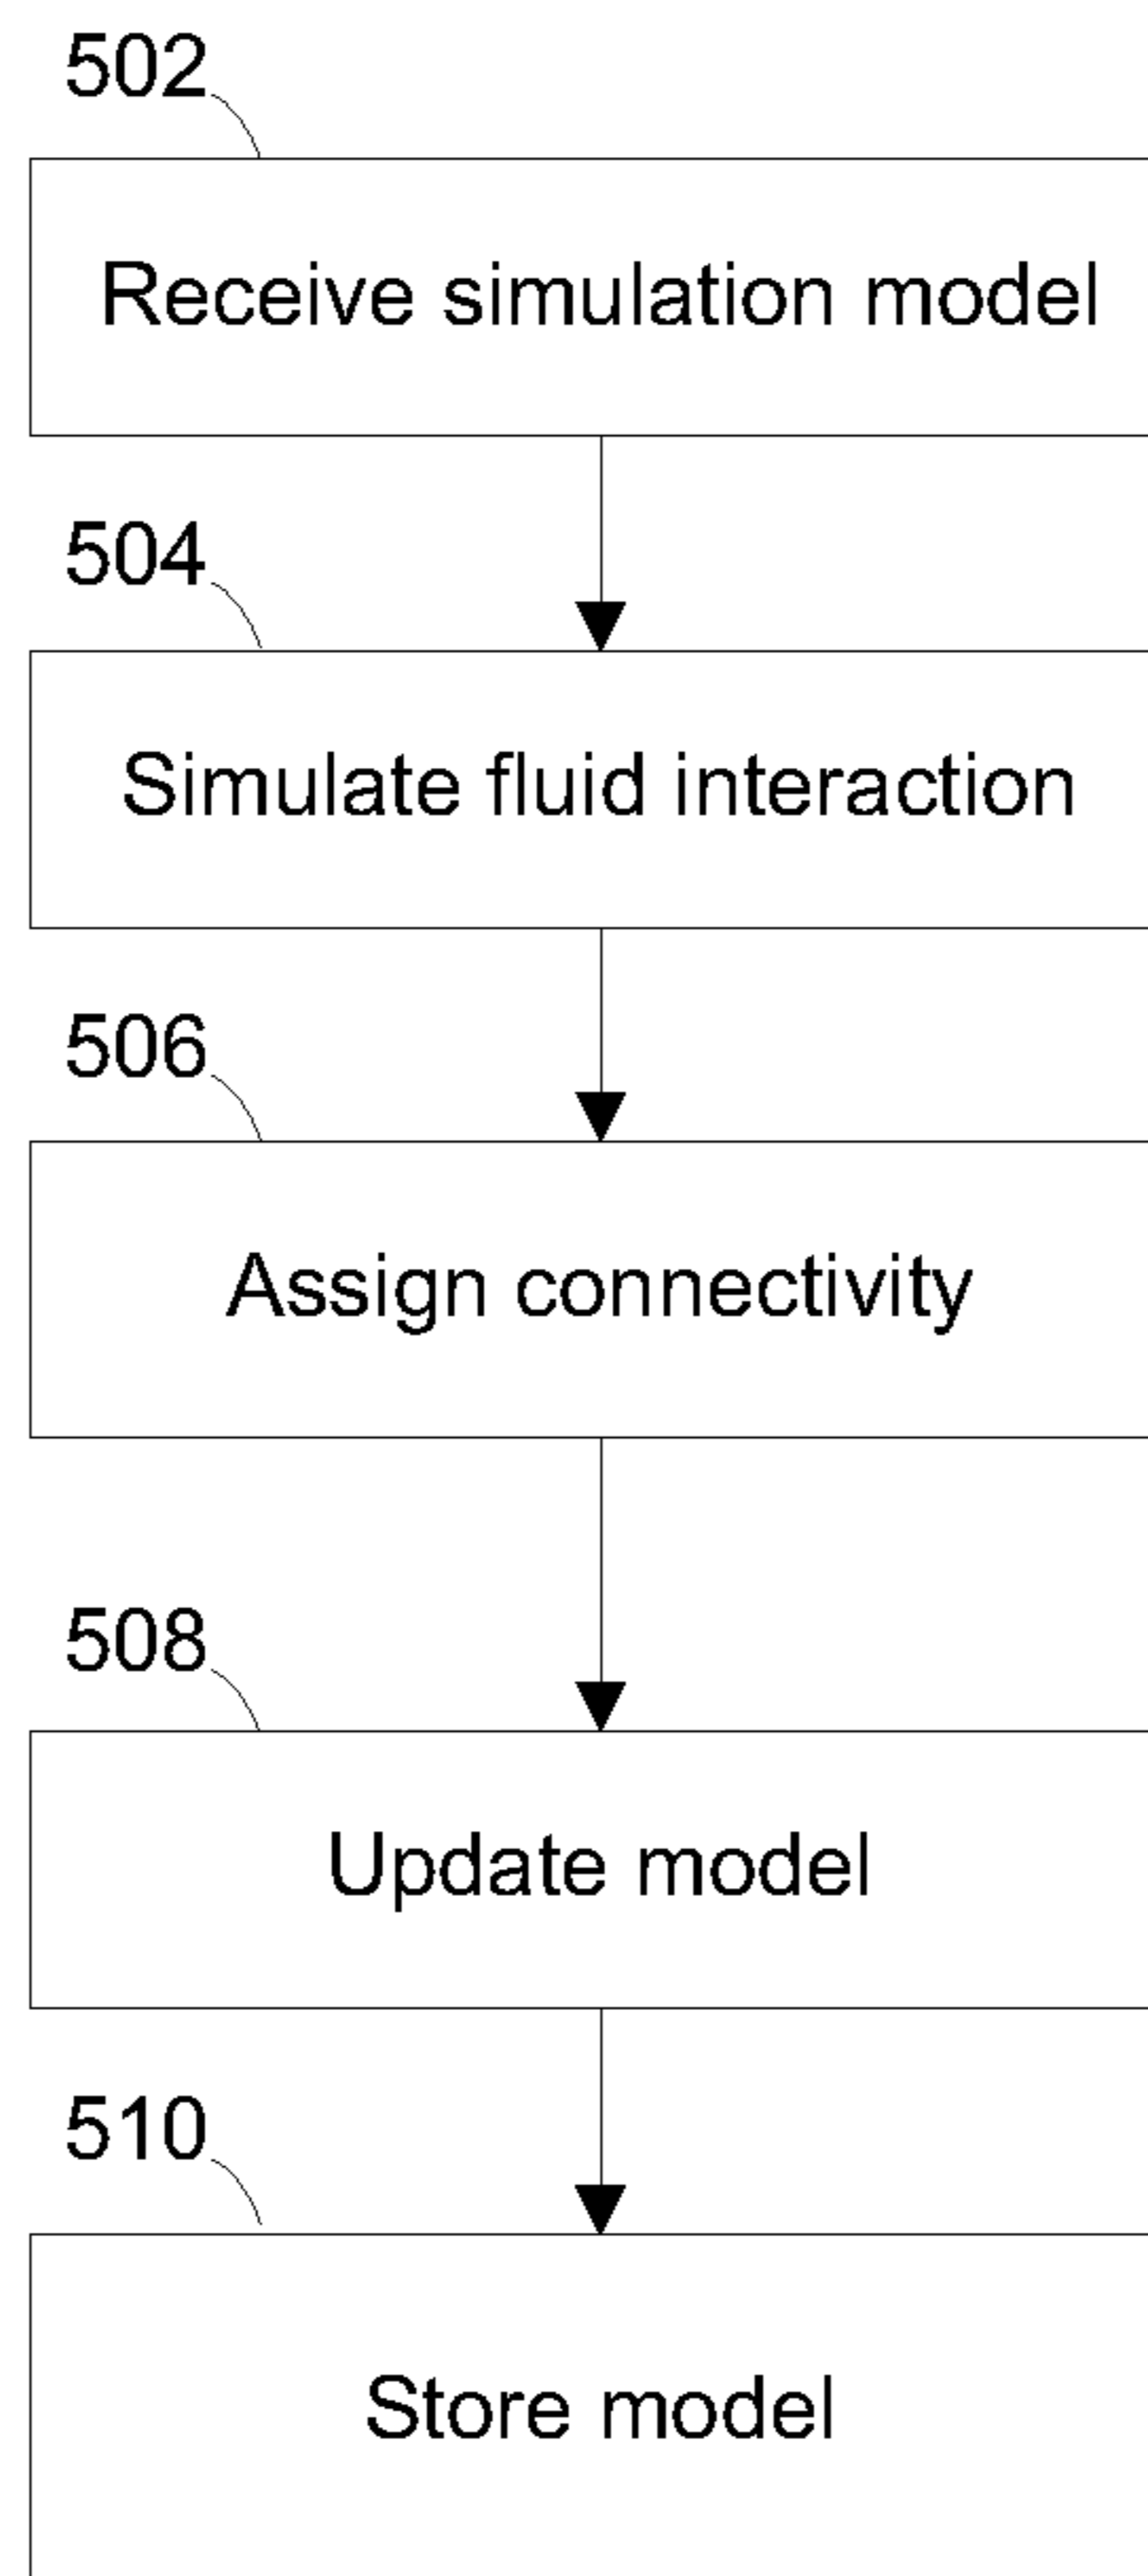 502
Receive simulation model
504
Simulate fluid interaction
506
Assign connectivity
508
Update model
510
Store model